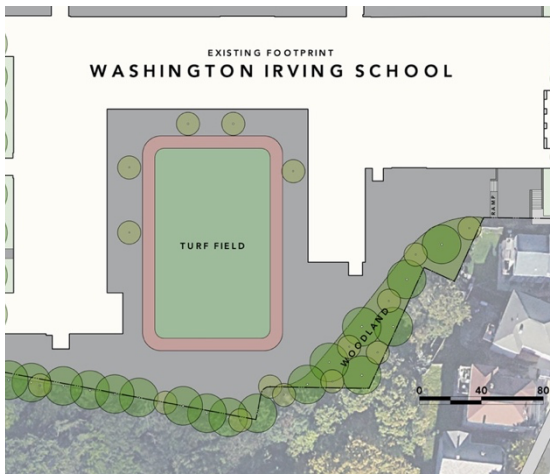 EXISTING FOOTPRINT
WASHINGTON IRVING SCHOOL
RAMP
TURF FIELD
WOODLAND
0 40 80